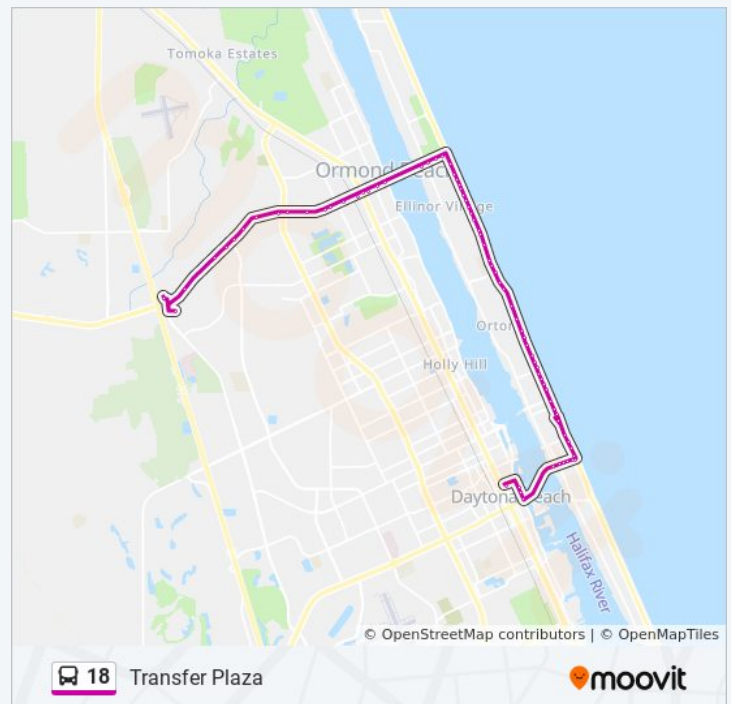 Tomoka Estates
Ormond Beach
Ellinor Village
Orton
Holly Hill
Daytona Beach
Halifax River
© OpenStreetMap contributors | © OpenMapTiles
18 Transfer Plaza
moovit